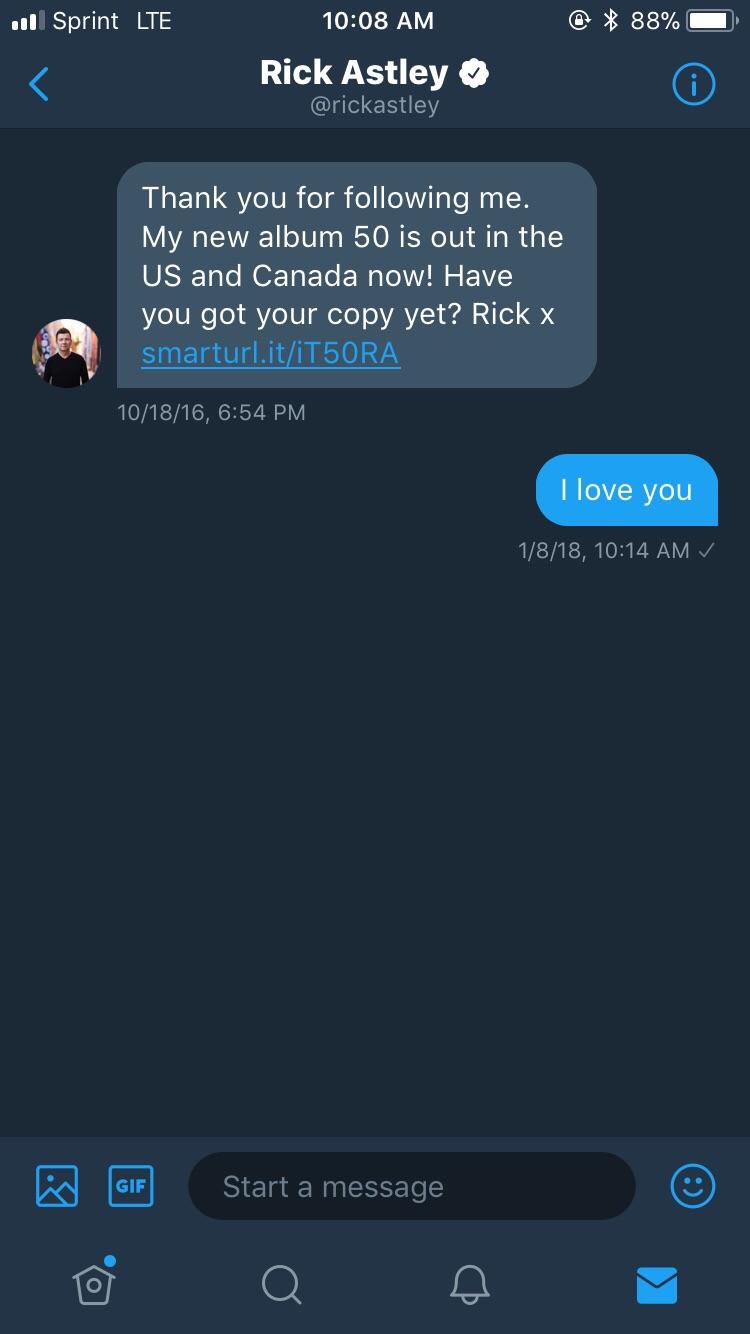 Sprint LTE 10:08 AM 88%
Rick Astley
@rickastley
Thank you for following me.
My new album 50 is out in the
US and Canada now! Have
you got your copy yet? Rick x
smarturl.it/iT50RA
10/18/16, 6:54 PM
I love you
1/8/18, 10:14 AM ✓
GIF Start a message